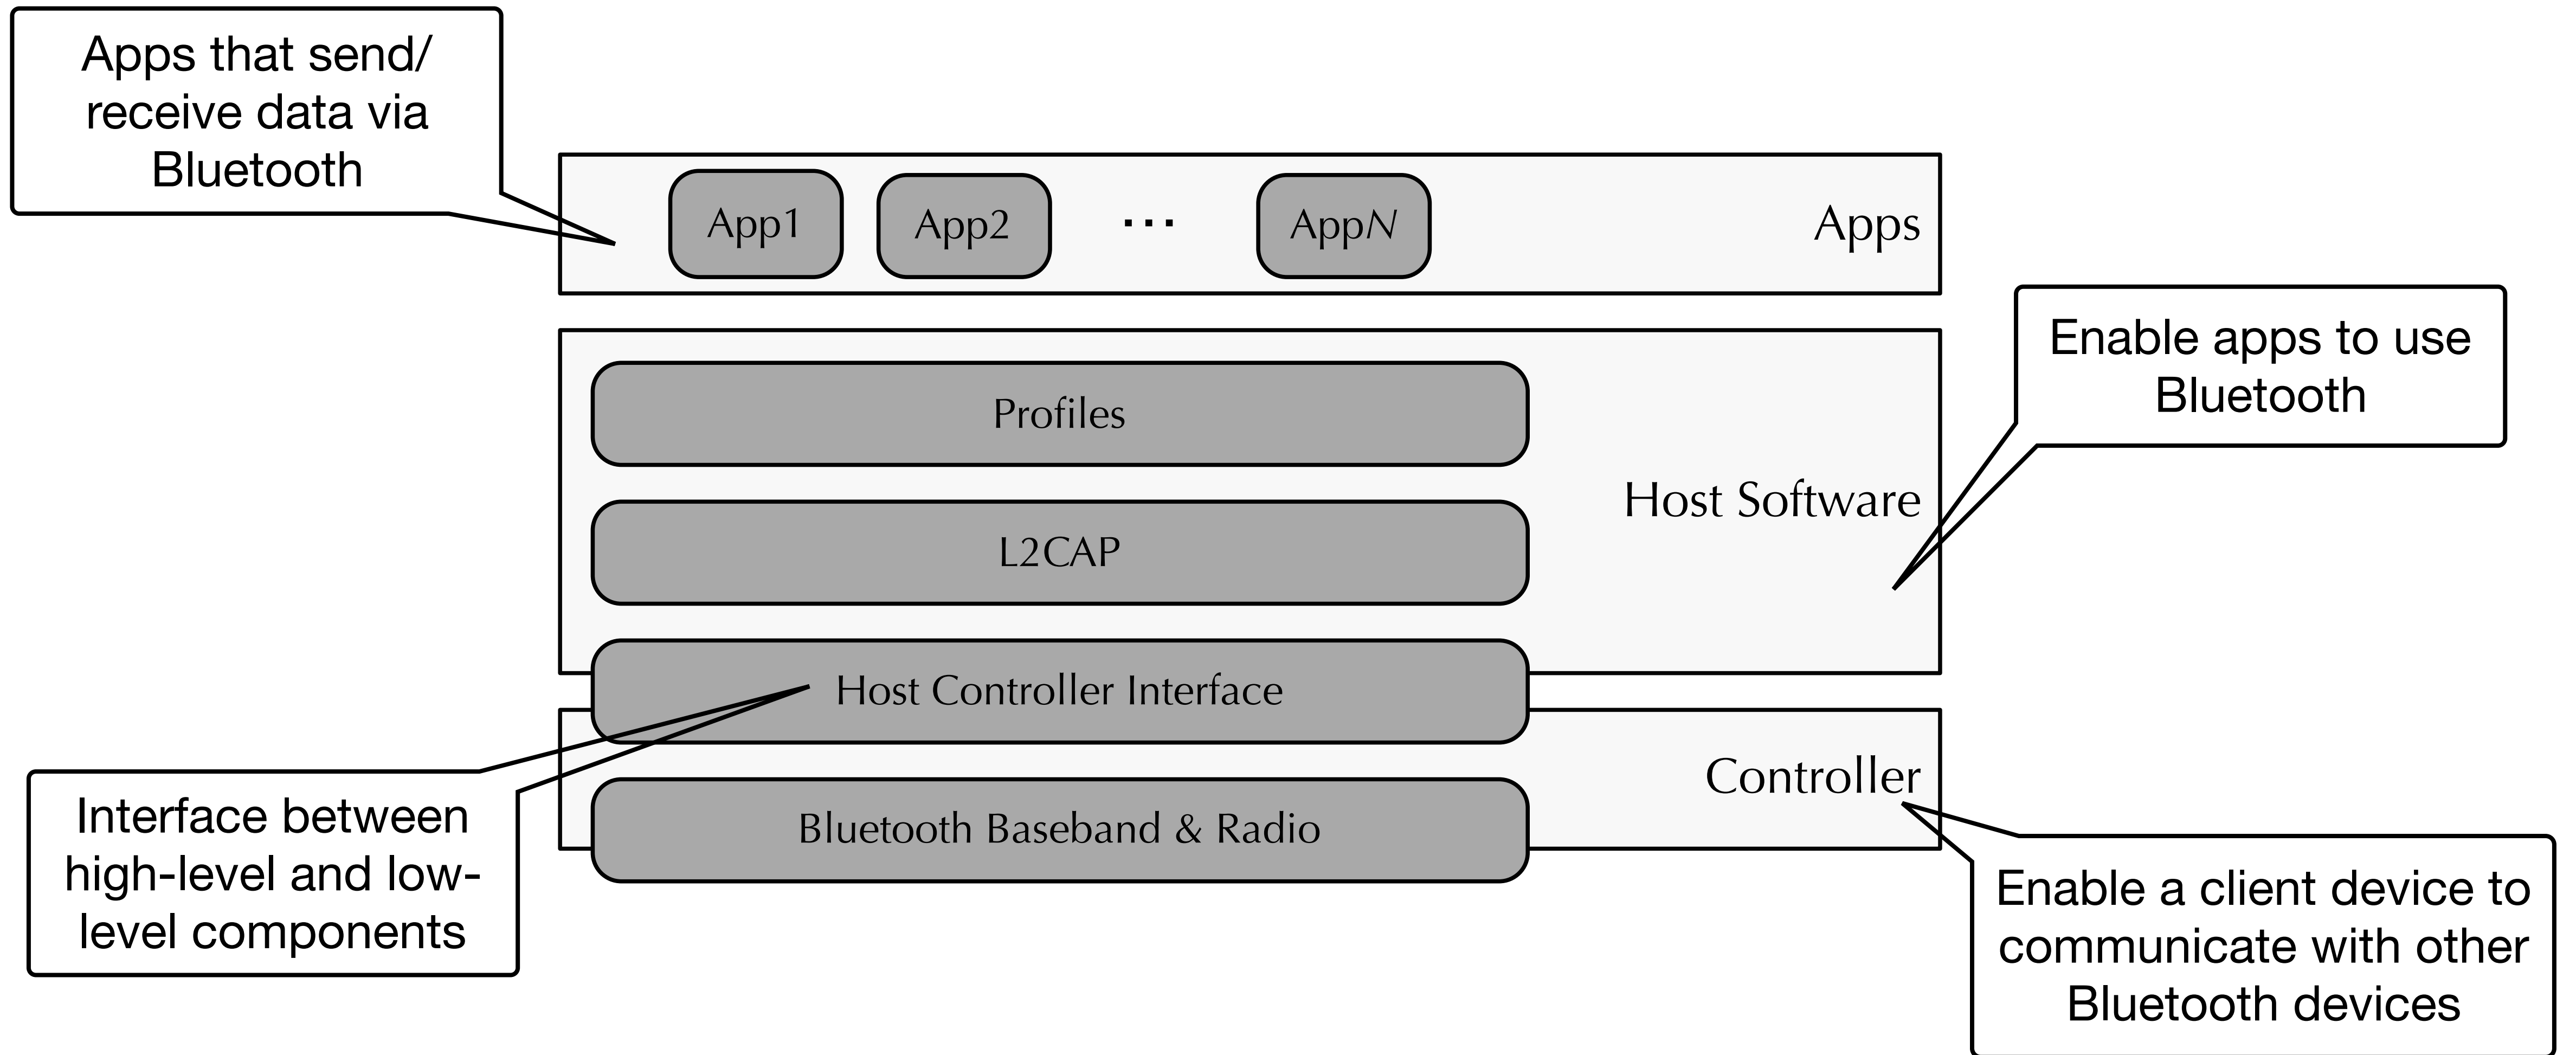 Apps that send/
receive data via
Bluetooth
App1
App2
...
AppN
Apps
Enable apps to use
Bluetooth
Profiles
Host Software
L2CAP
Host Controller Interface
Controller
Interface between
high-level and low-
level components
Bluetooth Baseband & Radio
Enable a client device to
communicate with other
Bluetooth devices